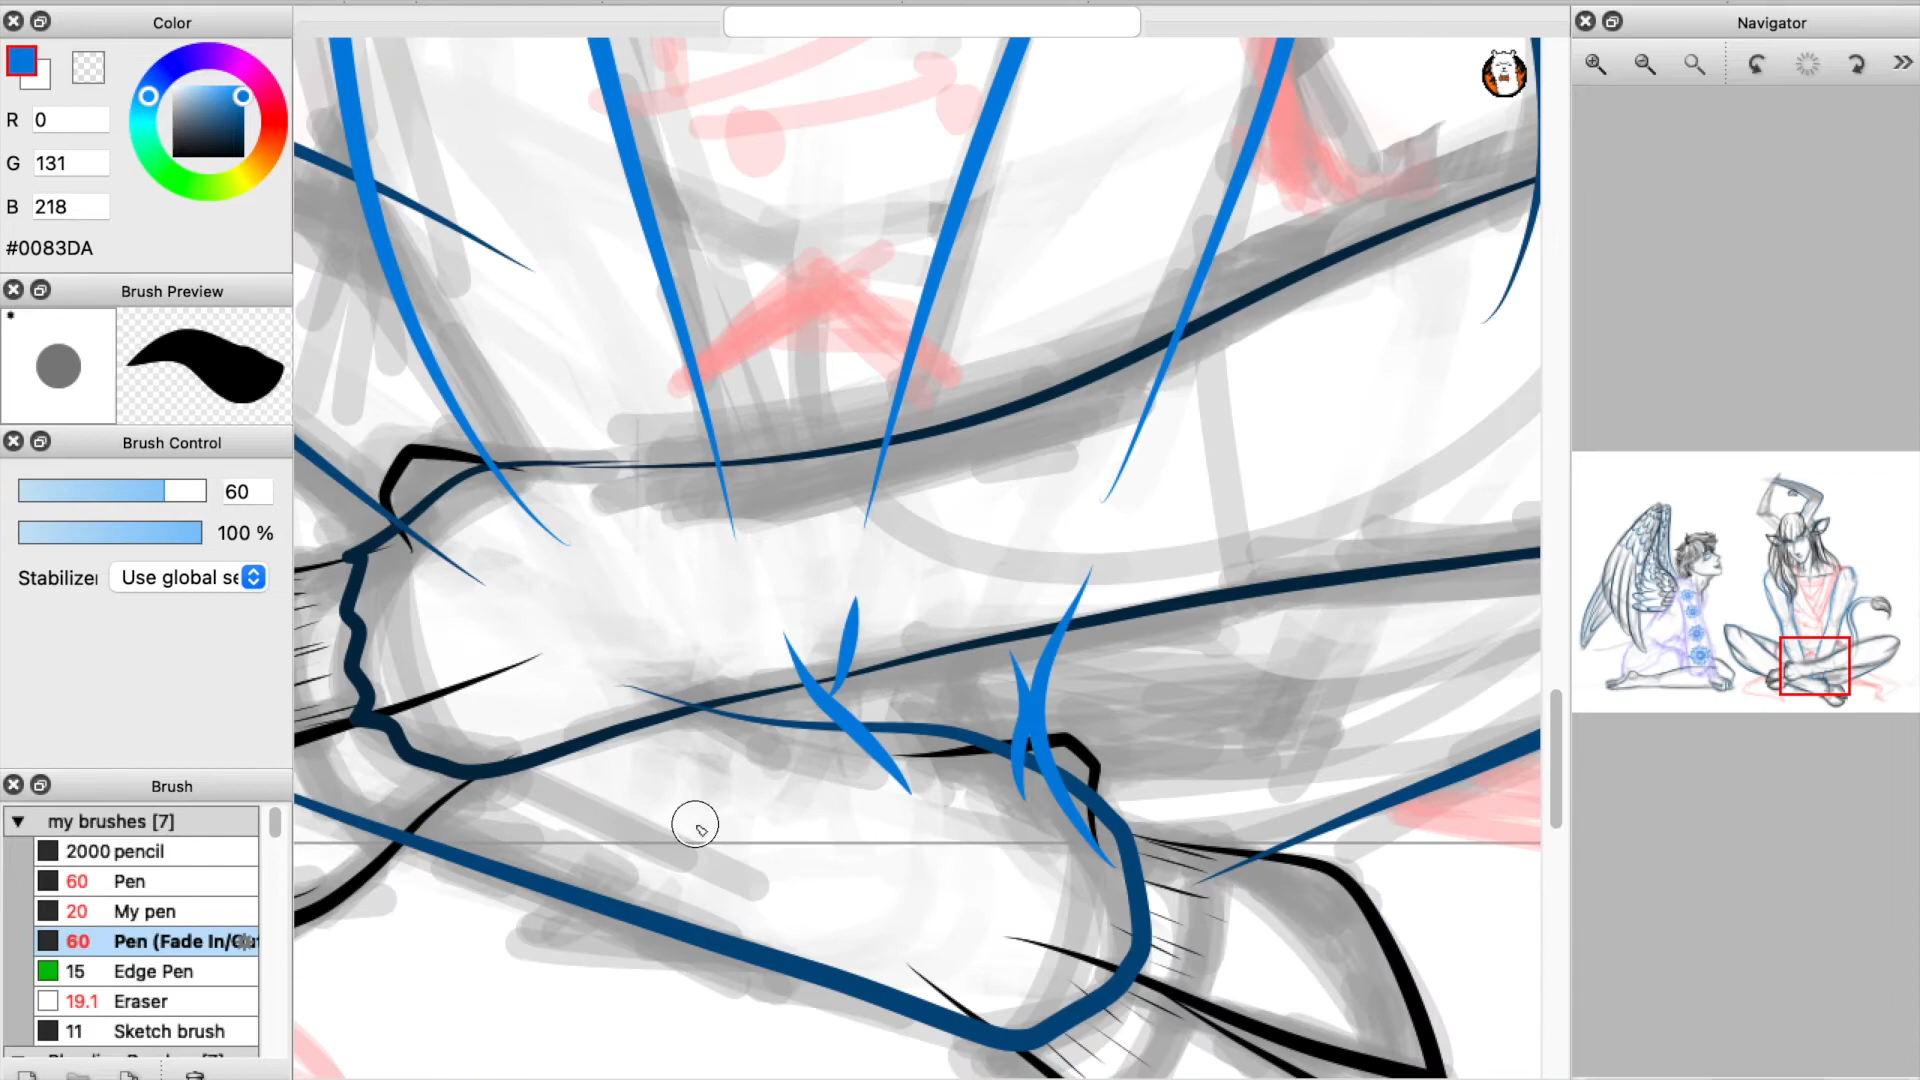 Color
R 0
G 131
B 218
#0083DA
Brush Preview
Brush Control
60
100 %
Use global se
Brush
my brushes [7]
2000 pencil
60 Pen
20 My pen
60 Pen (Fade In/
15 Edge Pen
19.1 Eraser
11 Sketch brush
Navigator